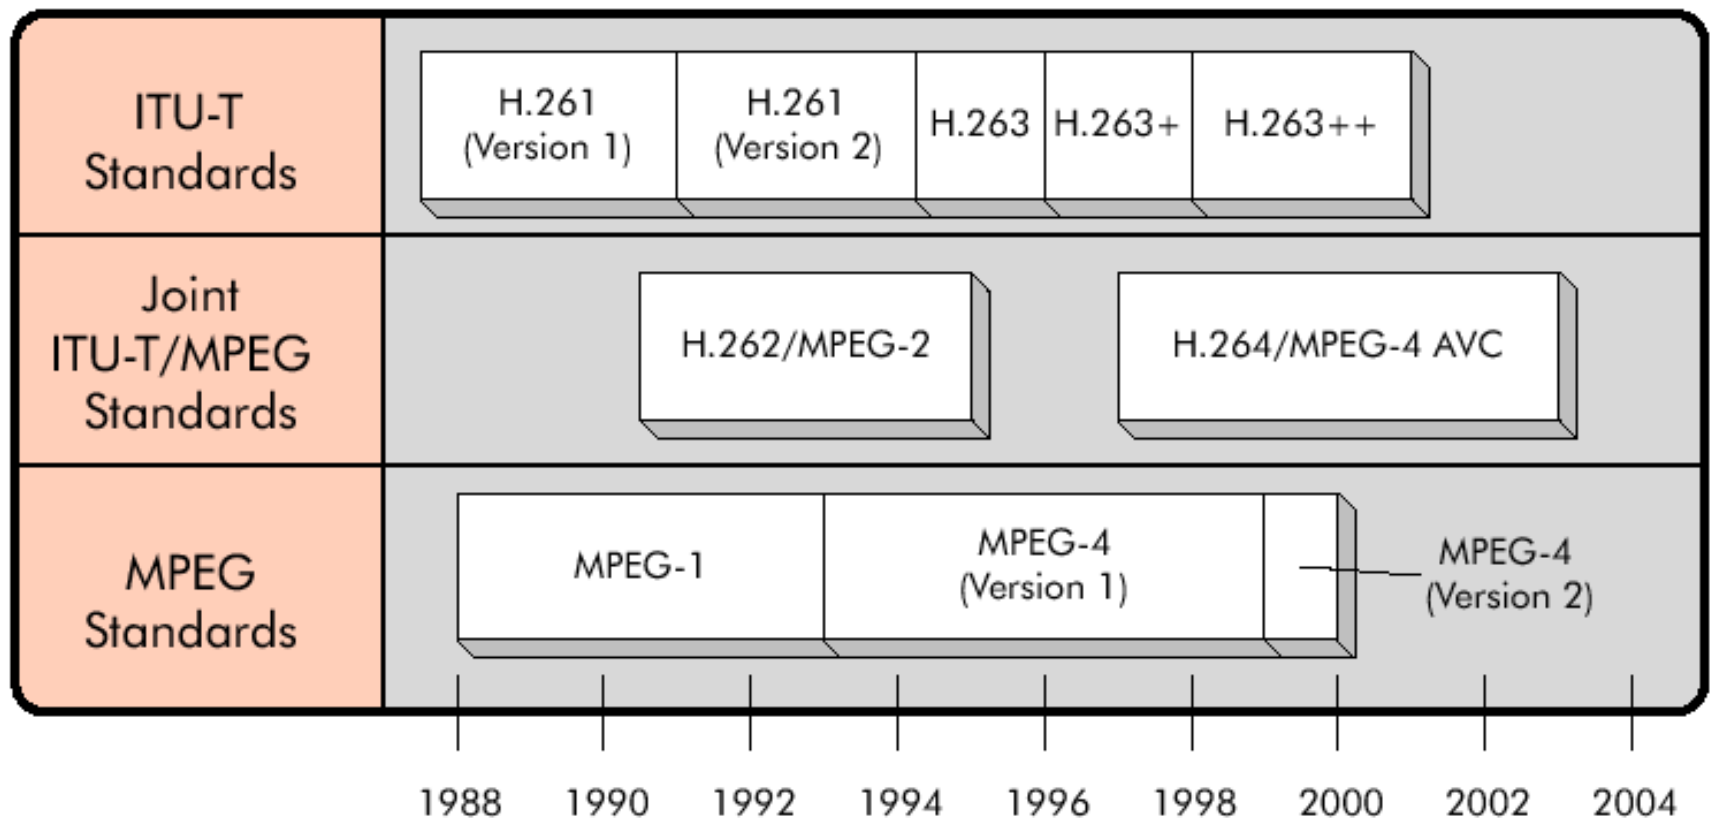 ITU-T
Standards
H.261
(Version 1)
H.261
(Version 2)
H.263
H.263+
H.263++
Joint
ITU-T/MPEG
Standards
H.262/MPEG-2
H.264/MPEG-4 AVC
MPEG
Standards
MPEG-1
MPEG-4
(Version 1)
MPEG-4
(Version 2)
1988 1990 1992 1994 1996 1998 2000 2002 2004